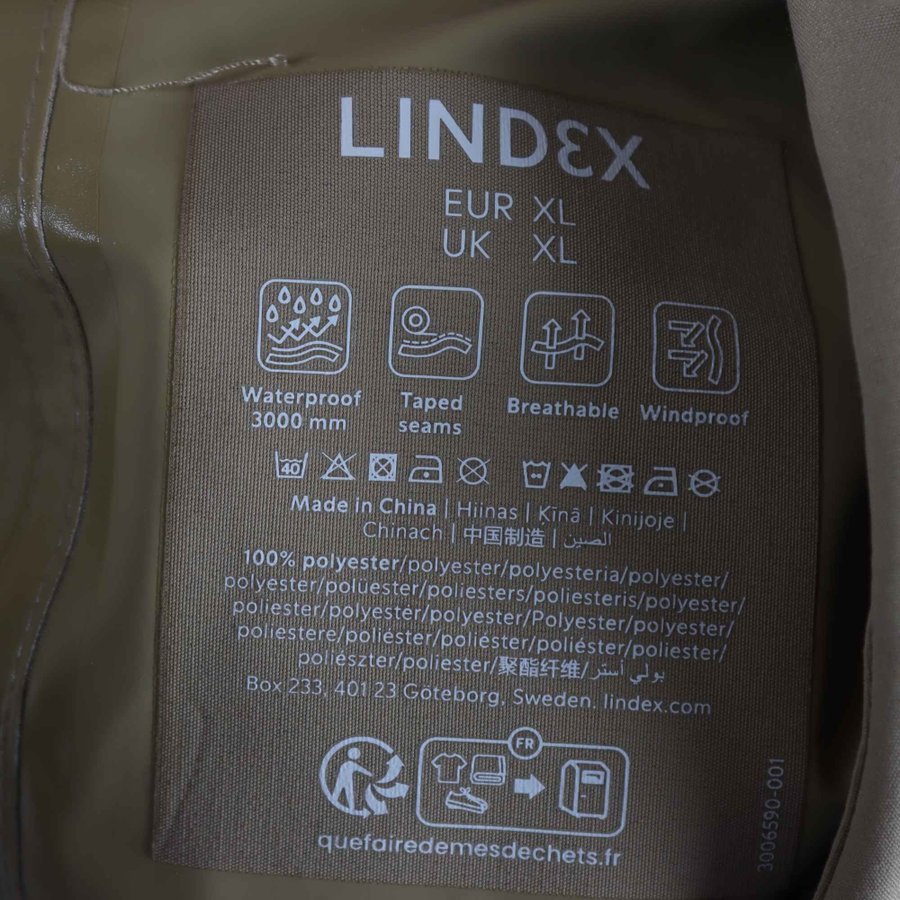 LINDEX
EUR XL
UK XL
Waterproof
3000 mm
Taped
seams
Breathable
Windproof
40
Made in China | Hiinas | Ķīnā | Kinijoje |
Chinach | 中国制造 | الصين
100% polyester/polyester/polyesteria/polyester/
polyester/polüester/poliesters/poliesteris/polyester/
poliester/polyester/polyester/Polyester/polyester/
poliestere/poliéster/poliéster/poliéster/poliester/
poliészter/poliester/聚酯纤维/بولي أستر
Box 233, 401 23 Göteborg, Sweden. lindex.com
FR
quefairedemesdechets.fr
3006590-001